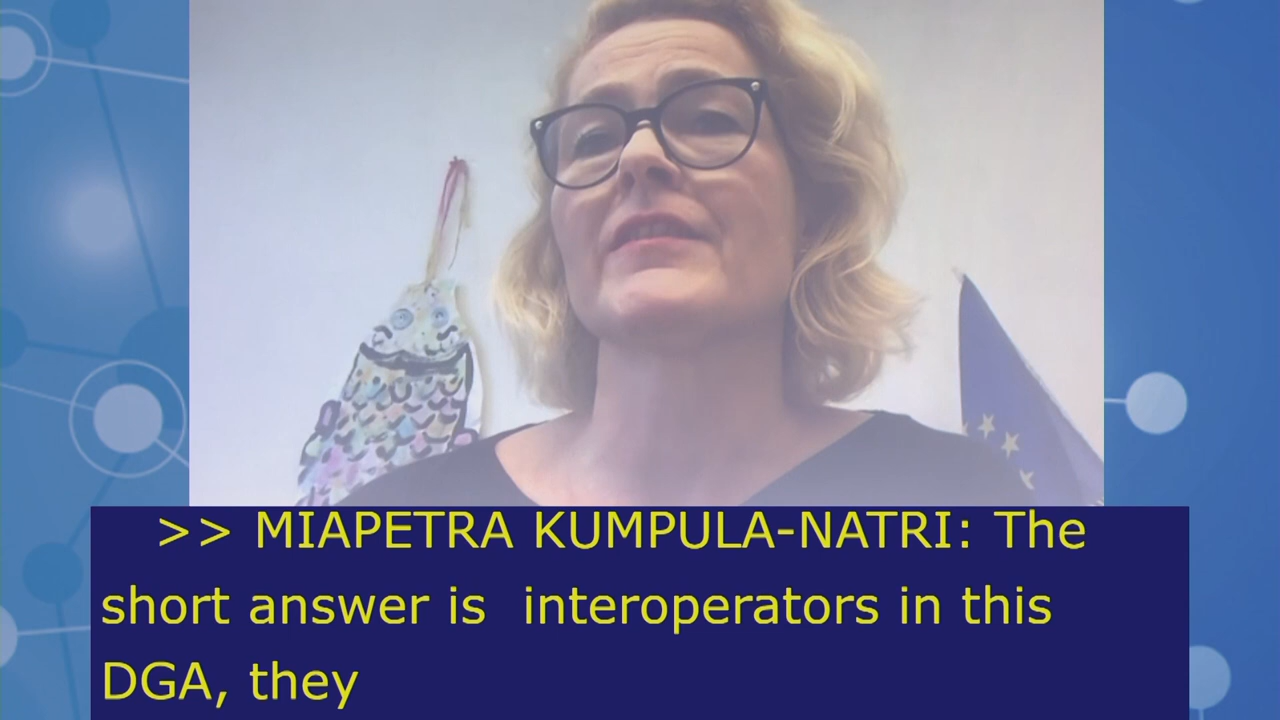 >> MIAPETRA KUMPULA-NATRI: The
short answer is  interoperators in this
DGA, they